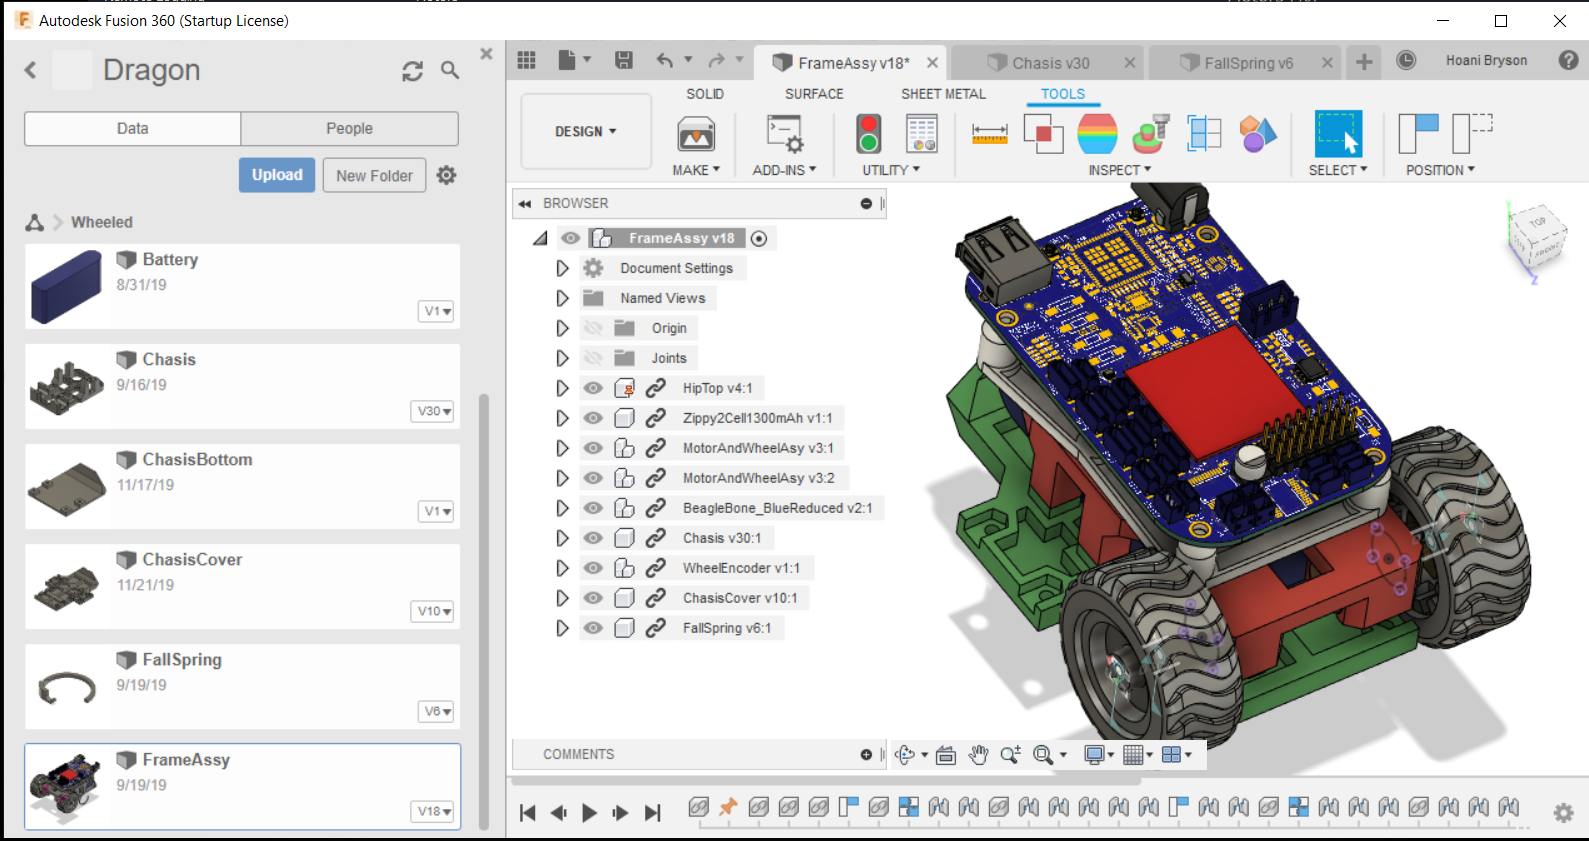 Autodesk Fusion 360 (Startup License)
Dragon
Data
People
Upload
New Folder
Wheeled
Battery
8/31/19
V1
Chasis
9/16/19
V30
ChasisBottom
11/17/19
V1
ChasisCover
11/21/19
V10
FallSpring
9/19/19
V6
FrameAssy
9/19/19
V18
FrameAssy v18*
Chasis v30
FallSpring v6
Hoani Bryson
SOLID
SURFACE
SHEET METAL
TOOLS
DESIGN
MAKE
ADD-INS
UTILITY
INSPECT
SELECT
POSITION
BROWSER
FrameAssy v18
Document Settings
Named Views
Origin
Joints
HipTop v4:1
Zippy2Cell1300mAh v1:1
MotorAndWheelAsy v3:1
MotorAndWheelAsy v3:2
BeagleBone_BlueReduced v2:1
Chasis v30:1
WheelEncoder v1:1
ChasisCover v10:1
FallSpring v6:1
TOP
FRONT
Z
COMMENTS